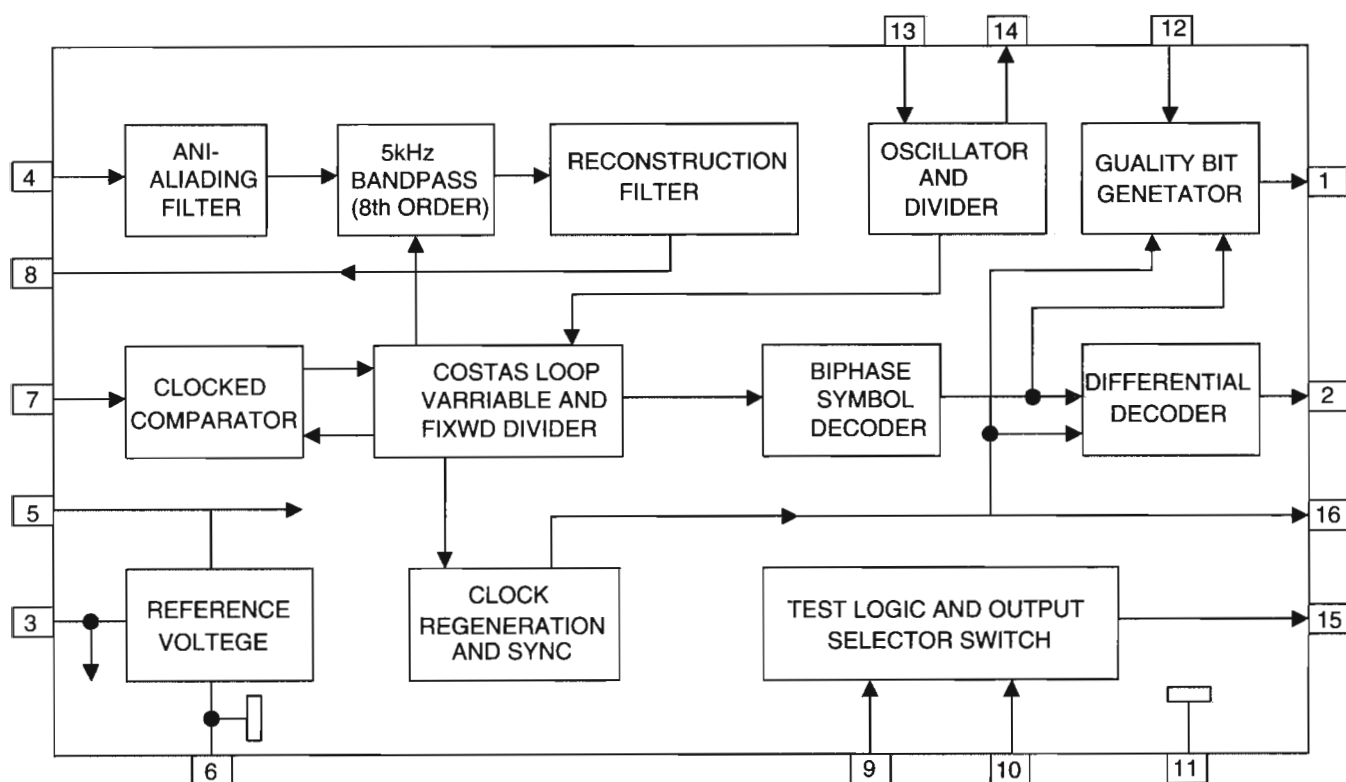 13
14
12
4
ANI-
ALIADING
FILTER
5kHz
BANDPASS
(8th ORDER)
RECONSTRUCTION
FILTER
OSCILLATOR
AND
DIVIDER
GUALITY BIT
GENETATOR
1
8
7
CLOCKED
COMPARATOR
COSTAS LOOP
VARRIABLE AND
FIXWD DIVIDER
BIPHASE
SYMBOL
DECODER
DIFFERENTIAL
DECODER
2
5
16
3
REFERENCE
VOLTEGE
CLOCK
REGENERATION
AND SYNC
TEST LOGIC AND OUTPUT
SELECTOR SWITCH
15
6
9
10
11